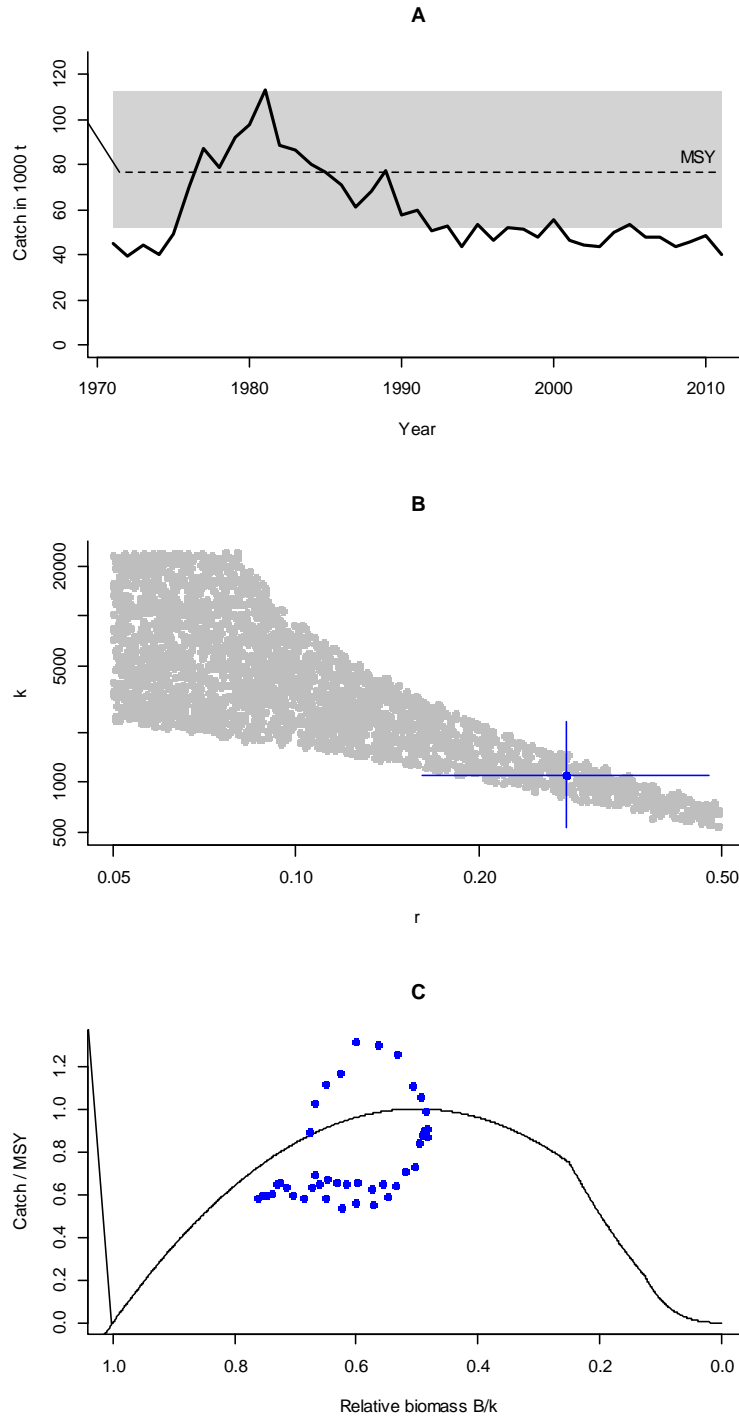 A
Catch in 1000 t
120
100
80
60
40
20
0
MSY
1970 1980 1990 2000 2010
Year
B
k
20000
5000
1000
500
0.05 0.10 0.20 0.50
r
C
Catch / MSY
1.2
1.0
0.8
0.6
0.4
0.2
0.0
1.0 0.8 0.6 0.4 0.2 0.0
Relative biomass B/k